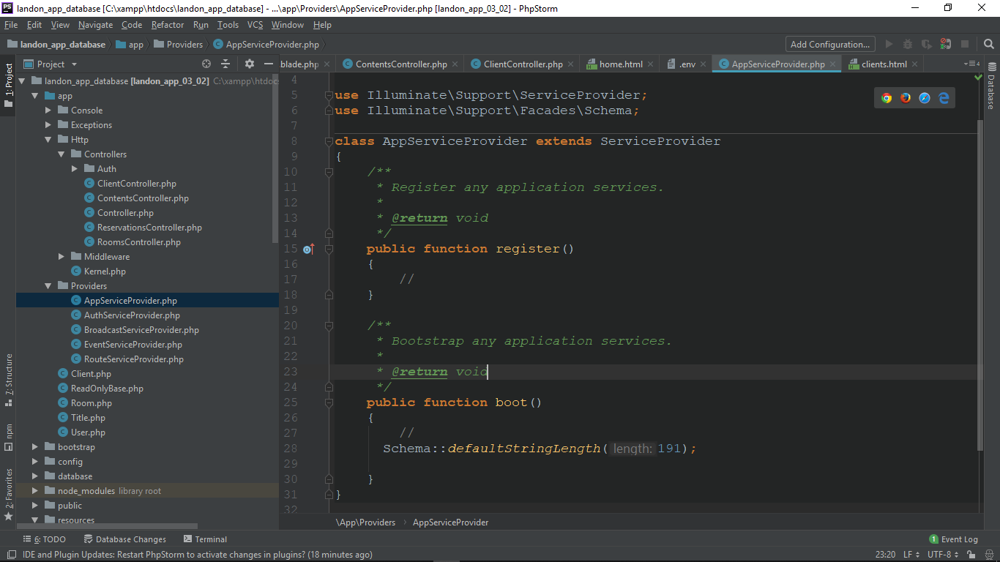 PS landon_app_database [C:\xampp\htdocs\landon_app_database] - ...\app\Providers\AppServiceProvider.php [landon_app_03_02] - PhpStorm
File Edit View Navigate Code Refactor Run Tools VCS Window Help
landon_app_database app Providers AppServiceProvider.php Add Configuration...
Project
.blade.php ContentsController.php ClientController.php home.html .env AppServiceProvider.php clients.html 4
1: Project
7: Structure
npm
2: Favorites
Database
landon_app_database [landon_app_03_02] C:\xampp\htdoc
app
Console
Exceptions
Http
Controllers
Auth
ClientController.php
ContentsController.php
Controller.php
ReservationsController.php
RoomsController.php
Middleware
Kernel.php
Providers
AppServiceProvider.php
AuthServiceProvider.php
BroadcastServiceProvider.php
EventServiceProvider.php
RouteServiceProvider.php
Client.php
ReadOnlyBase.php
Room.php
Title.php
User.php
bootstrap
config
database
node_modules library root
public
resources
4
5 use Illuminate\Support\ServiceProvider;
6 use Illuminate\Support\Facades\Schema;
7
8 class AppServiceProvider extends ServiceProvider
9 {
10 /**
11 * Register any application services.
12 *
13 * @return void
14 */
15 public function register()
16 {
17 //
18 }
19
20 /**
21 * Bootstrap any application services.
22 *
23 * @return void
24 */
25 public function boot()
26 {
27 //
28 Schema::defaultStringLength( length: 191);
29
30 }
31 }
32
\App\Providers AppServiceProvider
6: TODO Database Changes Terminal 1 Event Log
IDE and Plugin Updates: Restart PhpStorm to activate changes in plugins? (18 minutes ago) 23:20 LF UTF-8